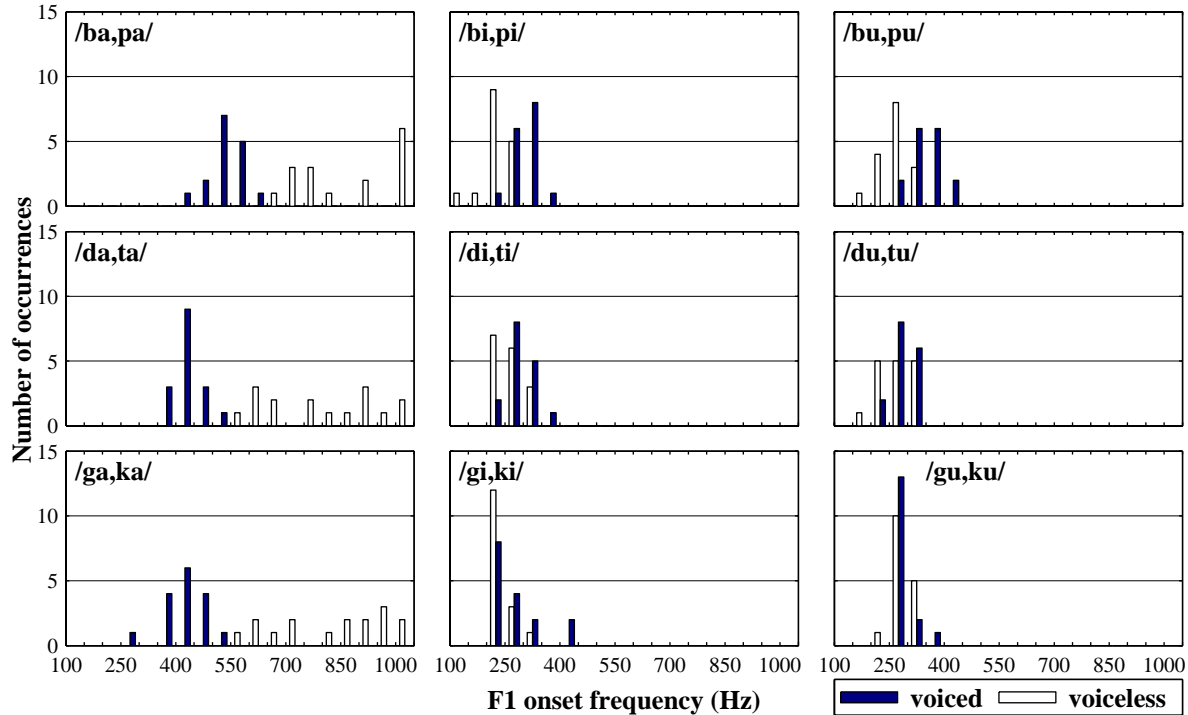 /ba,pa/ /bi,pi/ /bu,pu/
15
10
5
0
/da,ta/ /di,ti/ /du,tu/
15
10
5
0
/ga,ka/ /gi,ki/ /gu,ku/
15
10
5
0
100 250 400 550 700 850 1000 100 250 400 550 700 850 1000 100 250 400 550 700 850 1000
Number of occurrences
F1 onset frequency (Hz)
voiced voiceless